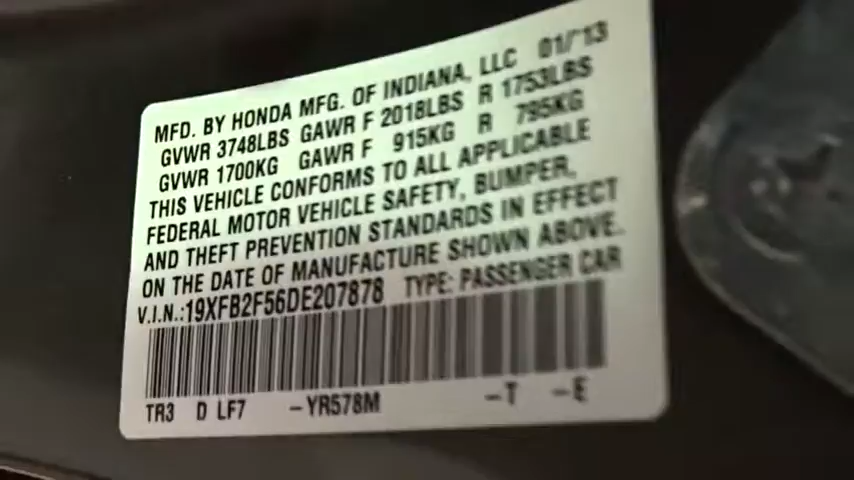 MFD. BY HONDA MFG. OF INDIANA, LLC 01/'13
GVWR 3748LBS GAWR F 2018LBS R 1753LBS
GVWR 1700KG GAWR F 915KG R 795KG
THIS VEHICLE CONFORMS TO ALL APPLICABLE
FEDERAL MOTOR VEHICLE SAFETY, BUMPER,
AND THEFT PREVENTION STANDARDS IN EFFECT
ON THE DATE OF MANUFACTURE SHOWN ABOVE.
V.I.N.:19XFB2F56DE207878 TYPE: PASSENGER CAR
TR3 D LF7 –YR578M –T –E